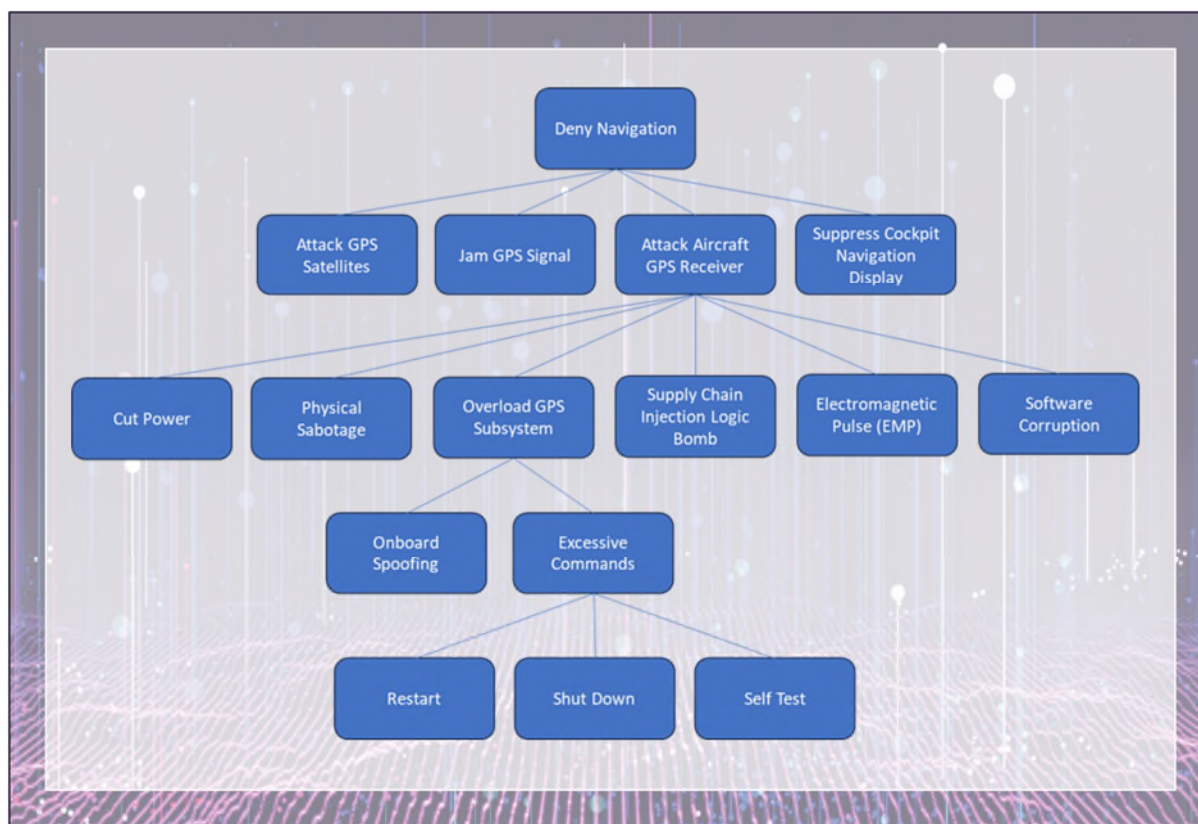 Deny Navigation
Attack GPS
Satellites
Jam GPS Signal
Attack Aircraft
GPS Receiver
Suppress Cockpit
Navigation
Display
Cut Power
Physical
Sabotage
Overload GPS
Subsystem
Supply Chain
Injection Logic
Bomb
Electromagnetic
Pulse (EMP)
Software
Corruption
Onboard
Spoofing
Excessive
Commands
Restart
Shut Down
Self Test